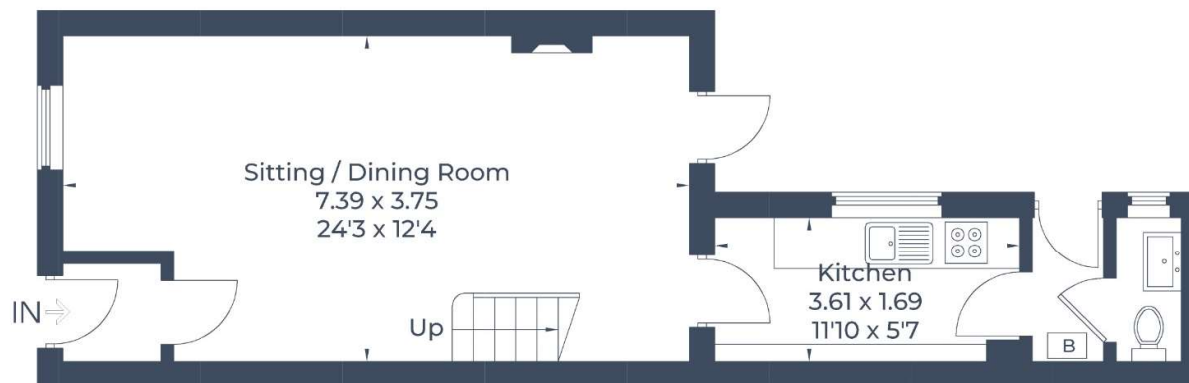 Sitting / Dining Room
7.39 x 3.75
24'3 x 12'4
IN
Up
Kitchen
3.61 x 1.69
11'10 x 5'7
B